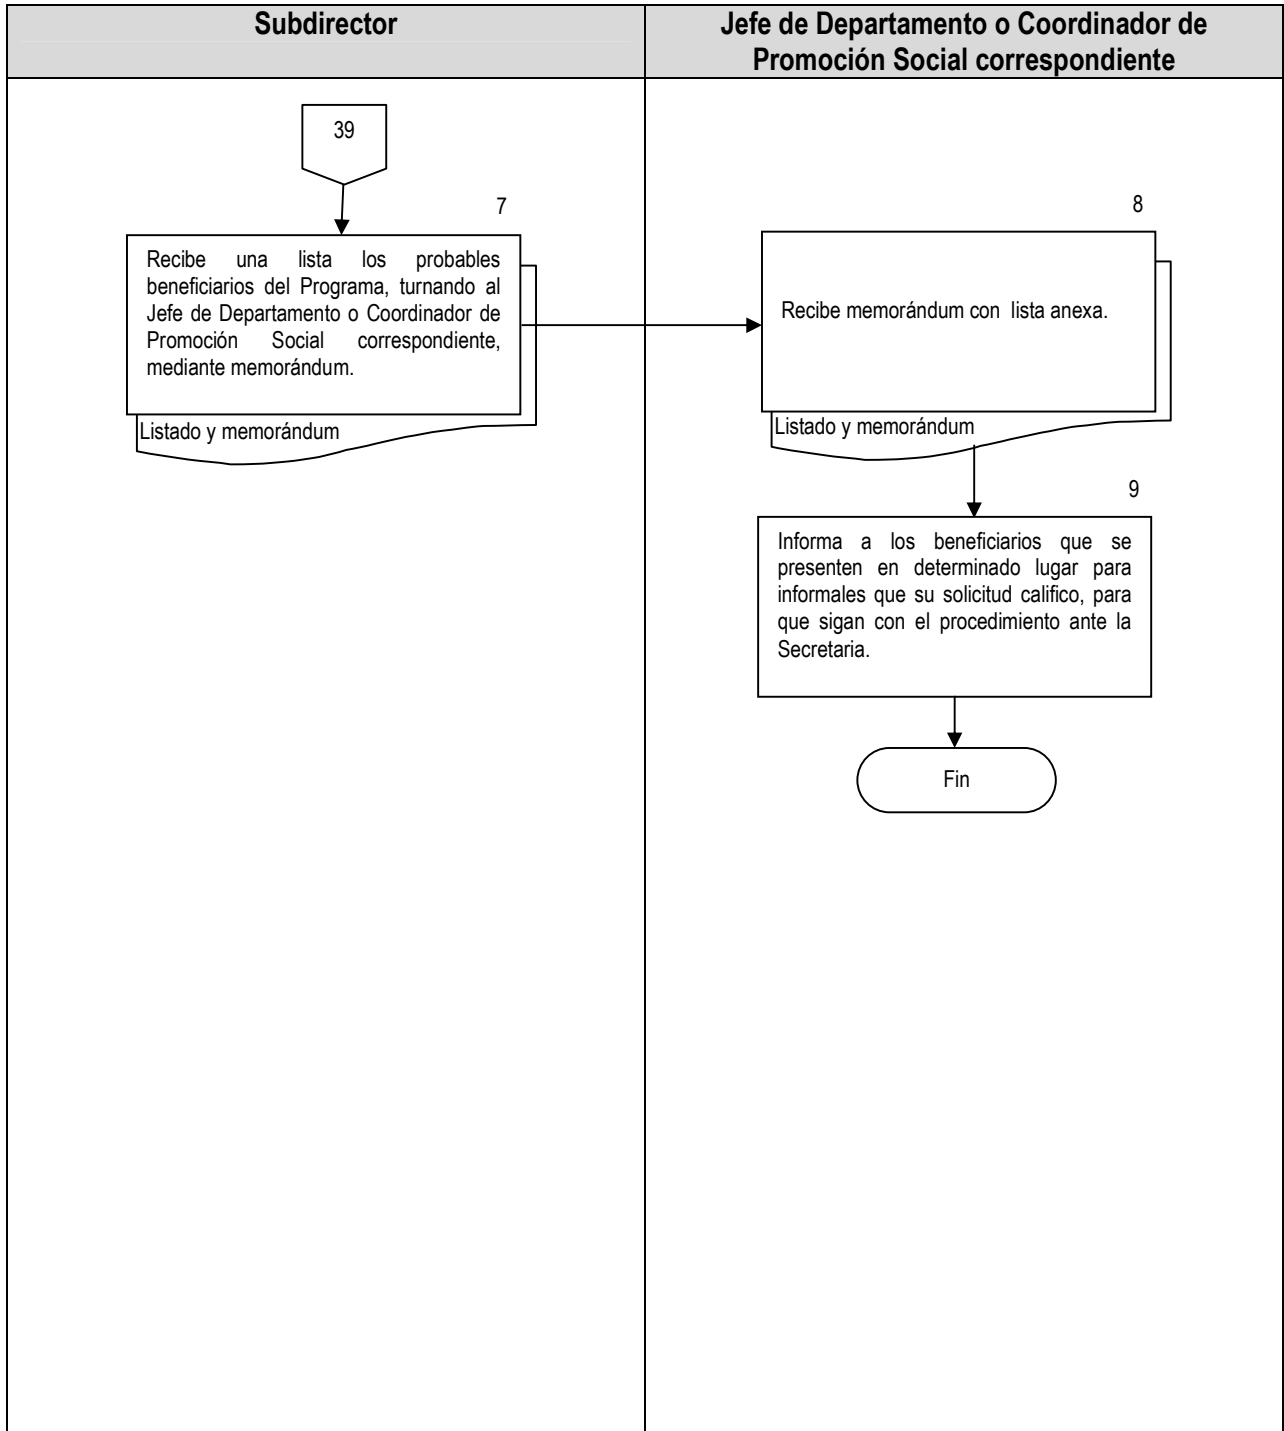 Subdirector
Jefe de Departamento o Coordinador de
Promoción Social correspondiente
39
7
Recibe una lista los probables
beneficiarios del Programa, turnando al
Jefe de Departamento o Coordinador de
Promoción Social correspondiente,
mediante memorándum.
Listado y memorándum
8
Recibe memorándum con lista anexa.
Listado y memorándum
9
Informa a los beneficiarios que se
presenten en determinado lugar para
informales que su solicitud califico, para
que sigan con el procedimiento ante la
Secretaria.
Fin